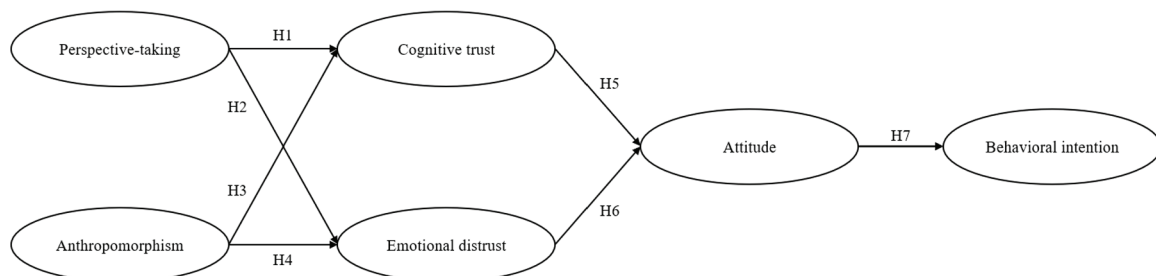 Perspective-taking
H1
Cognitive trust
H2
H5
Attitude
H7
Behavioral intention
H3
H6
Anthropomorphism
H4
Emotional distrust